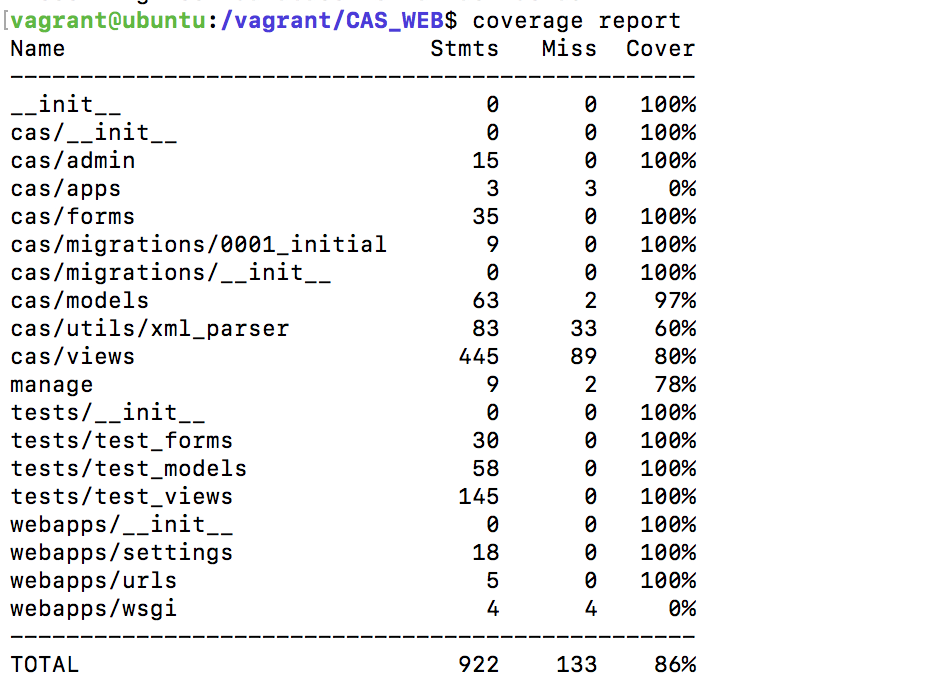 [vagrant@ubuntu:/vagrant/CAS_WEB$ coverage report
Name                          Stmts   Miss  Cover
-------------------------------------------------
__init__                          0      0   100%
cas/__init__                      0      0   100%
cas/admin                        15      0   100%
cas/apps                          3      3     0%
cas/forms                        35      0   100%
cas/migrations/0001_initial       9      0   100%
cas/migrations/__init__           0      0   100%
cas/models                       63      2    97%
cas/utils/xml_parser             83     33    60%
cas/views                       445     89    80%
manage                            9      2    78%
tests/__init__                    0      0   100%
tests/test_forms                 30      0   100%
tests/test_models                58      0   100%
tests/test_views                145      0   100%
webapps/__init__                  0      0   100%
webapps/settings                 18      0   100%
webapps/urls                      5      0   100%
webapps/wsgi                      4      4     0%
-------------------------------------------------
TOTAL                           922    133    86%